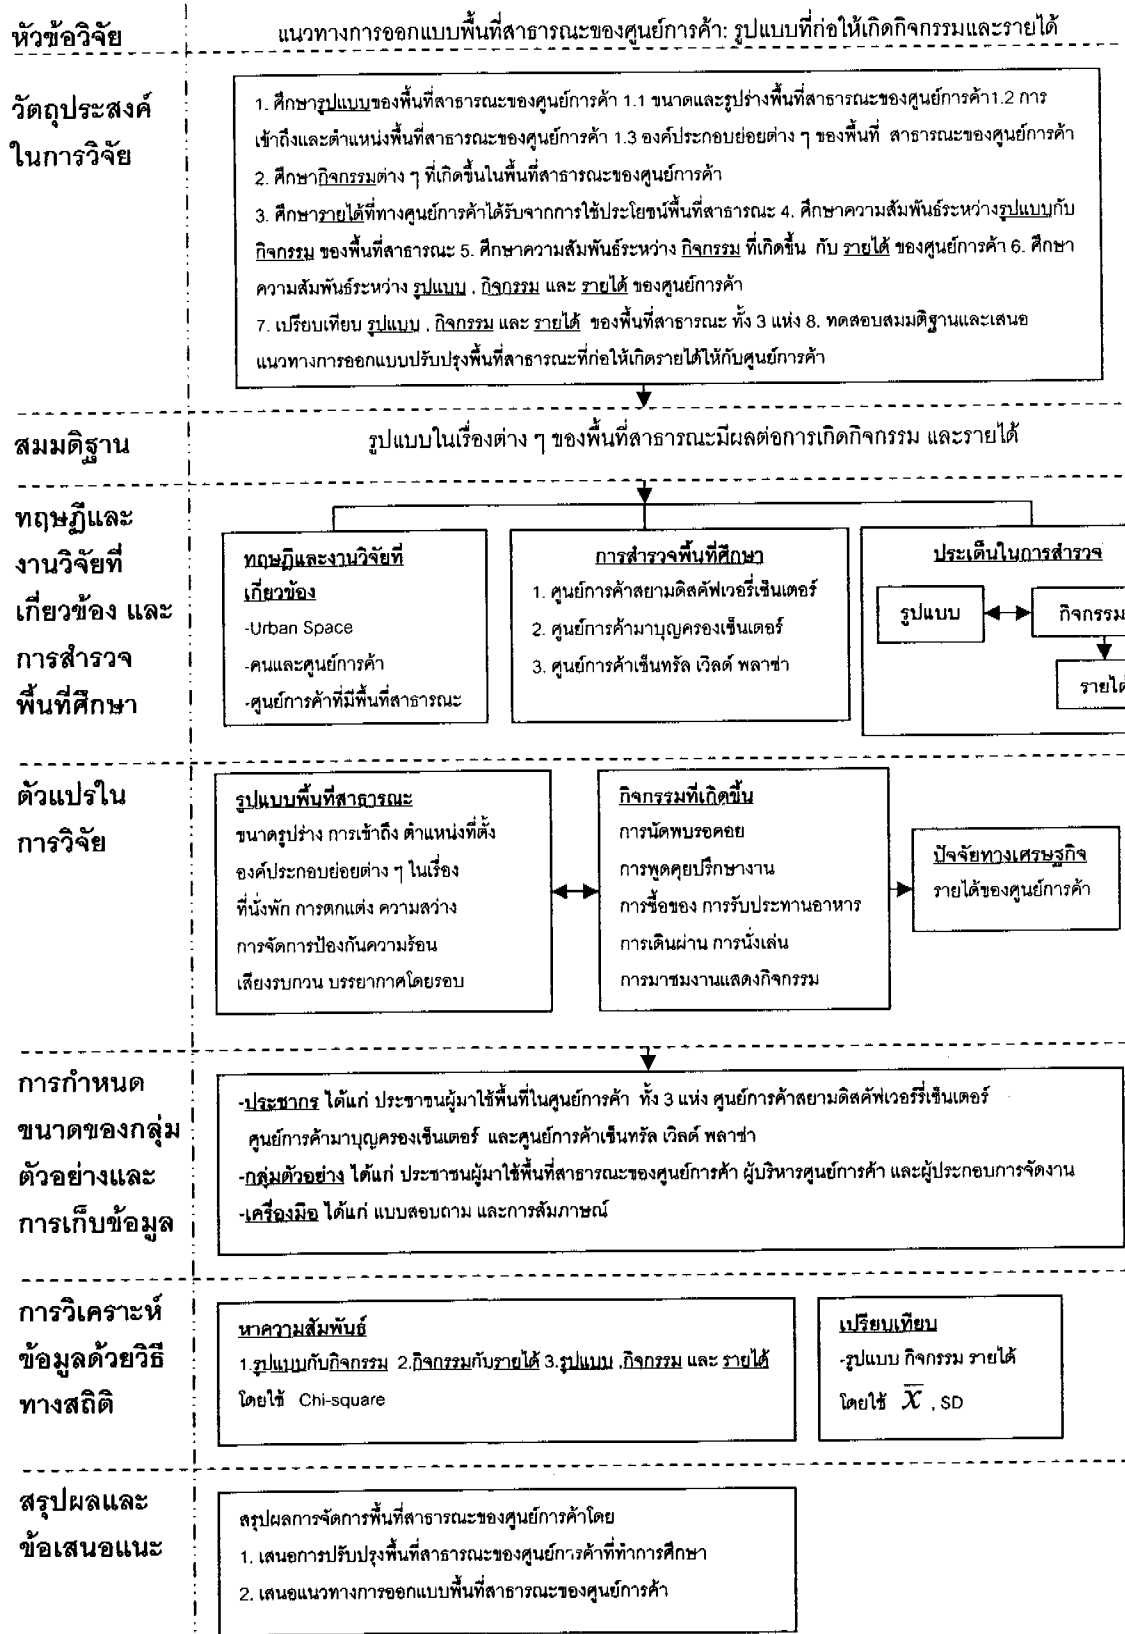 หัวข้อวิจัย
แนวทางการออกแบบพื้นที่สาธารณะของศูนย์การค้า: รูปแบบที่ก่อให้เกิดกิจกรรมและรายได้
วัตถุประสงค์
ในการวิจัย
1. ศึกษารูปแบบของพื้นที่สาธารณะของศูนย์การค้า 1.1 ขนาดและรูปร่างพื้นที่สาธารณะของศูนย์การค้า1.2 การ
เข้าถึงและตำแหน่งพื้นที่สาธารณะของศูนย์การค้า 1.3 องค์ประกอบย่อยต่าง ๆ ของพื้นที่ สาธารณะของศูนย์การค้า
2. ศึกษากิจกรรมต่าง ๆ ที่เกิดขึ้นในพื้นที่สาธารณะของศูนย์การค้า
3. ศึกษารายได้ที่ทางศูนย์การค้าได้รับจากการใช้ประโยชน์พื้นที่สาธารณะ 4. ศึกษาความสัมพันธ์ระหว่างรูปแบบกับ
กิจกรรม ของพื้นที่สาธารณะ 5. ศึกษาความสัมพันธ์ระหว่าง กิจกรรม ที่เกิดขึ้น กับ รายได้ ของศูนย์การค้า 6. ศึกษา
ความสัมพันธ์ระหว่าง รูปแบบ , กิจกรรม และ รายได้ ของศูนย์การค้า
7. เปรียบเทียบ รูปแบบ , กิจกรรม และ รายได้ ของพื้นที่สาธารณะ ทั้ง 3 แห่ง 8. ทดสอบสมมติฐานและเสนอ
แนวทางการออกแบบปรับปรุงพื้นที่สาธารณะที่ก่อให้เกิดรายได้ให้กับศูนย์การค้า
สมมติฐาน
รูปแบบในเรื่องต่าง ๆ ของพื้นที่สาธารณะมีผลต่อการเกิดกิจกรรม และรายได้
ทฤษฎีและ
งานวิจัยที่
เกี่ยวข้อง และ
การสำรวจ
พื้นที่ศึกษา
ทฤษฎีและงานวิจัยที่
เกี่ยวข้อง
-Urban Space
-คนและศูนย์การค้า
-ศูนย์การค้าที่มีพื้นที่สาธารณะ
การสำรวจพื้นที่ศึกษา
1. ศูนย์การค้าสยามดิสคัฟเวอรี่เซ็นเตอร์
2. ศูนย์การค้ามาบุญครองเซ็นเตอร์
3. ศูนย์การค้าเซ็นทรัล เวิลด์ พลาซ่า
ประเด็นในการสำรวจ
รูปแบบ
กิจกรรม
รายได้
ตัวแปรใน
การวิจัย
รูปแบบพื้นที่สาธารณะ
ขนาดรูปร่าง การเข้าถึง ตำแหน่งที่ตั้ง
องค์ประกอบย่อยต่าง ๆ ในเรื่อง
ที่นั่งพัก การตกแต่ง ความสว่าง
การจัดการป้องกันความร้อน
เสียงรบกวน บรรยากาศโดยรอบ
กิจกรรมที่เกิดขึ้น
การนัดพบรอคอย
การพูดคุยปรึกษางาน
การซื้อของ การรับประทานอาหาร
การเดินผ่าน การนั่งเล่น
การมาชมงานแสดงกิจกรรม
ปัจจัยทางเศรษฐกิจ
รายได้ของศูนย์การค้า
การกำหนด
ขนาดของกลุ่ม
ตัวอย่างและ
การเก็บข้อมูล
-ประชากร ได้แก่ ประชาชนผู้มาใช้พื้นที่ในศูนย์การค้า ทั้ง 3 แห่ง ศูนย์การค้าสยามดิสคัฟเวอร์รี่เซ็นเตอร์
ศูนย์การค้ามาบุญครองเซ็นเตอร์ และศูนย์การค้าเซ็นทรัล เวิลด์ พลาซ่า
-กลุ่มตัวอย่าง ได้แก่ ประชาชนผู้มาใช้พื้นที่สาธารณะของศูนย์การค้า ผู้บริหารศูนย์การค้า และผู้ประกอบการจัดงาน
-เครื่องมือ ได้แก่ แบบสอบถาม และการสัมภาษณ์
การวิเคราะห์
ข้อมูลด้วยวิธี
ทางสถิติ
หาความสัมพันธ์
1.รูปแบบกับกิจกรรม 2.กิจกรรมกับรายได้ 3.รูปแบบ ,กิจกรรม และ รายได้
โดยใช้ Chi-square
เปรียบเทียบ
-รูปแบบ กิจกรรม รายได้
โดยใช้ x̅ , SD
สรุปผลและ
ข้อเสนอแนะ
สรุปผลการจัดการพื้นที่สาธารณะของศูนย์การค้าโดย
1. เสนอการปรับปรุงพื้นที่สาธารณะของศูนย์การค้าที่ทำการศึกษา
2. เสนอแนวทางการออกแบบพื้นที่สาธารณะของศูนย์การค้า